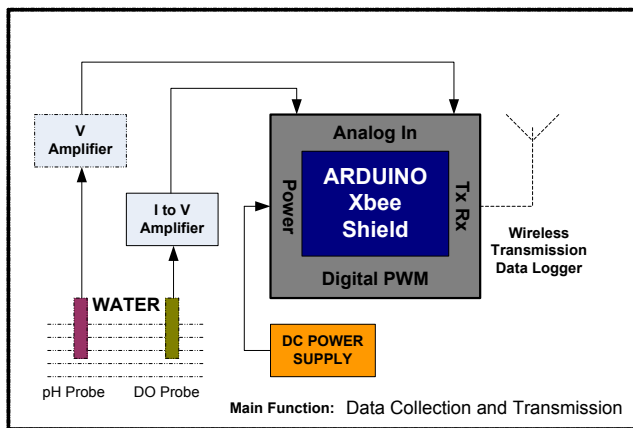 V
Amplifier
I to V
Amplifier
Analog In
Power
ARDUINO
Xbee
Shield
Tx Rx
Digital PWM
Wireless
Transmission
Data Logger
WATER
DC POWER
SUPPLY
pH Probe
DO Probe
Main Function: Data Collection and Transmission